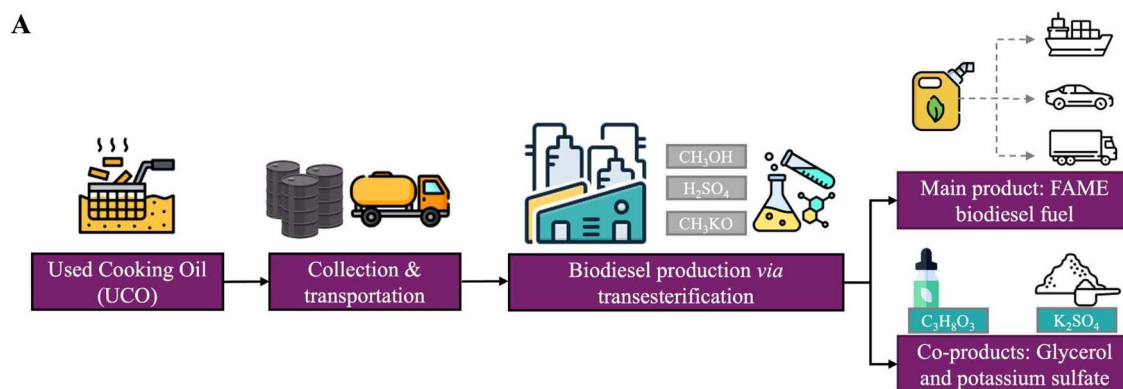 A
CH₃OH
H₂SO₄
CH₃KO
Used Cooking Oil
(UCO)
Collection &
transportation
Biodiesel production via
transesterification
Main product: FAME
biodiesel fuel
C₃H₈O₃
K₂SO₄
Co-products: Glycerol
and potassium sulfate